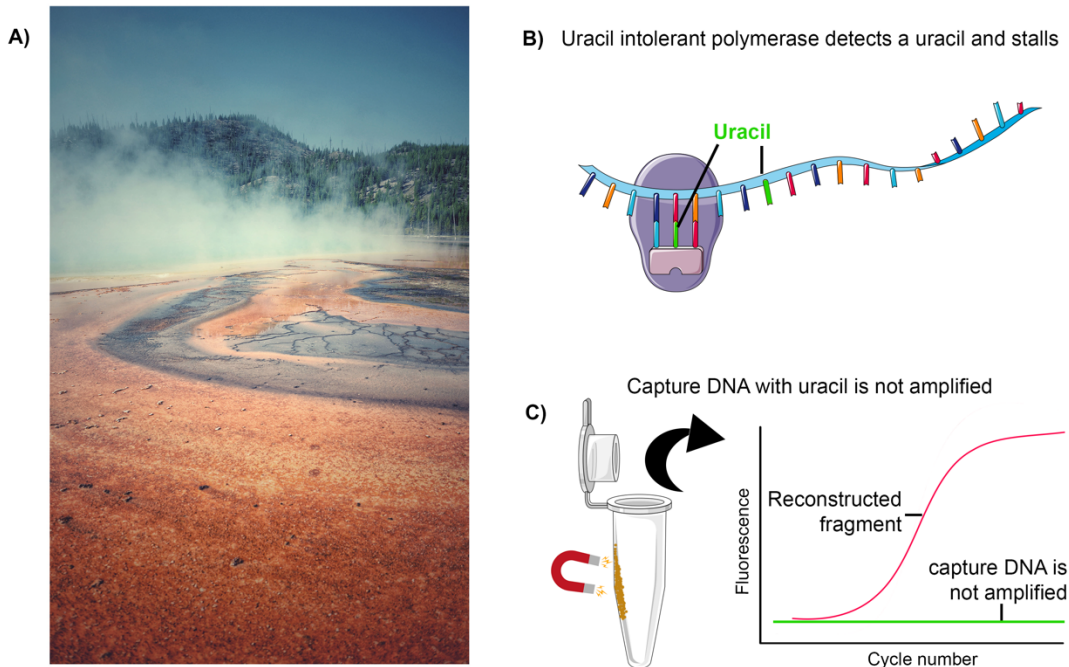 A)
B) Uracil intolerant polymerase detects a uracil and stalls
Uracil
Capture DNA with uracil is not amplified
C)
Fluorescence
Reconstructed
fragment
capture DNA is
not amplified
Cycle number